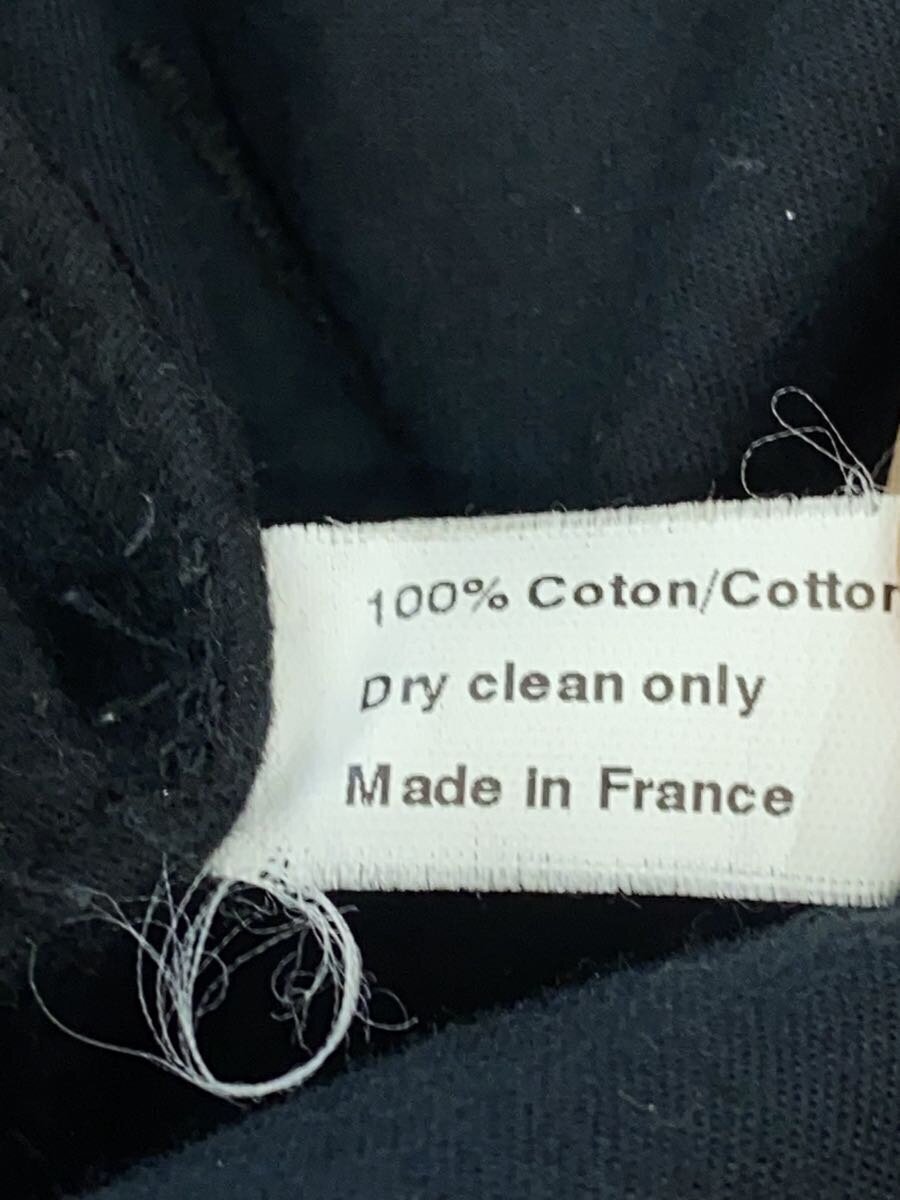 100% Coton/Cotton
Dry clean only
Made in France